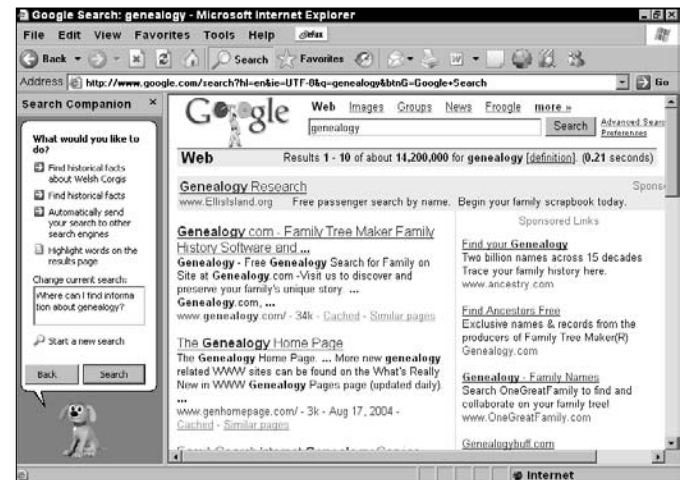 Google Search: genealogy - Microsoft Internet Explorer
File Edit View Favorites Tools Help
Back Search Favorites
Address http://www.google.com/search?hl=en&ie=UTF-8&q=genealogy&btnG=Google+Search Go
Search Companion ×
What would you like to
do?
Find historical facts
about Welsh Corgis
Find historical facts
Automatically send
your search to other
search engines
Highlight words on the
results page
Change current search:
Where can I find informa
tion about genealogy?
Start a new search
Back Search
Google
Web Images Groups News Froogle more »
genealogy Search Advanced Sear
Preferences
Web Results 1 - 10 of about 14,200,000 for genealogy [definition]. (0.21 seconds)
Genealogy Research Spons
www.EllisIsland.org Free passenger search by name. Begin your family scrapbook today.
Genealogy.com - Family Tree Maker Family
History Software and ...
Genealogy - Free Genealogy Search for Family on
Site at Genealogy.com -Visit us to discover and
preserve your family's unique story. ...
Genealogy.com, ...
www.genealogy.com/ - 34k - Cached - Similar pages
The Genealogy Home Page
The Genealogy Home Page. ... More new genealogy
related WWW sites can be found on the What's Really
New in WWW Genealogy Pages page (updated daily).
...
www.genhomepage.com/ - 3k - Aug 17, 2004 -
Cached - Similar pages
Sponsored Links
Find your Genealogy
Two billion names across 15 decades
Trace your family history here.
www.ancestry.com
Find Ancestors Free
Exclusive names & records from the
producers of Family Tree Maker(R)
Genealogy.com
Genealogy - Family Names
Search OneGreatFamily to find and
collaborate on your family tree!
www.OneGreatFamily.com
Genealogybuff.com
Internet